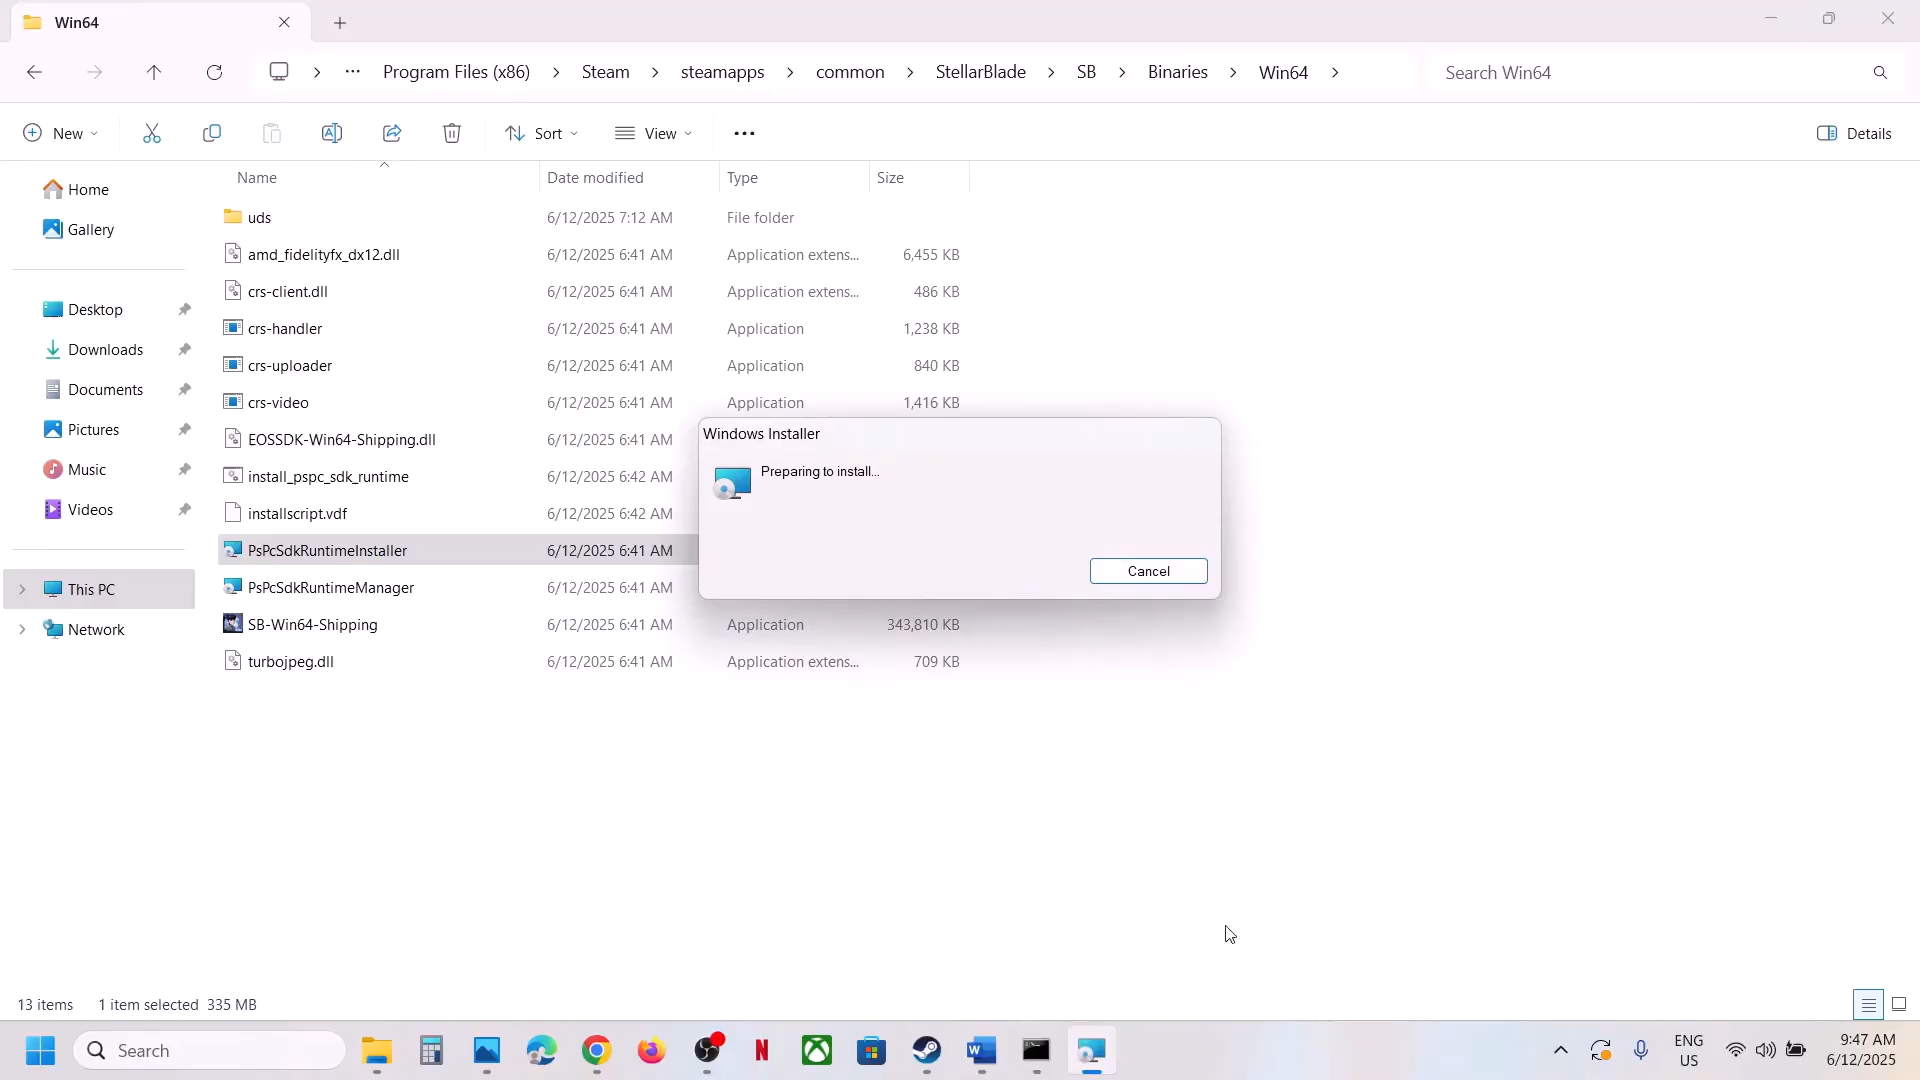 Win64
Program Files (x86) > Steam > steamapps > common > StellarBlade > SB > Binaries > Win64 >
Search Win64
New
Sort
View
Details
Name
Date modified
Type
Size
Home
Gallery
Desktop
Downloads
Documents
Pictures
Music
Videos
This PC
Network
uds 6/12/2025 7:12 AM File folder
amd_fidelityfx_dx12.dll 6/12/2025 6:41 AM Application extens... 6,455 KB
crs-client.dll 6/12/2025 6:41 AM Application extens... 486 KB
crs-handler 6/12/2025 6:41 AM Application 1,238 KB
crs-uploader 6/12/2025 6:41 AM Application 840 KB
crs-video 6/12/2025 6:41 AM Application 1,416 KB
EOSSDK-Win64-Shipping.dll 6/12/2025 6:41 AM
install_pspc_sdk_runtime 6/12/2025 6:42 AM
installscript.vdf 6/12/2025 6:42 AM
PsPcSdkRuntimeInstaller 6/12/2025 6:41 AM
PsPcSdkRuntimeManager 6/12/2025 6:41 AM
SB-Win64-Shipping 6/12/2025 6:41 AM Application 343,810 KB
turbojpeg.dll 6/12/2025 6:41 AM Application extens... 709 KB
Windows Installer
Preparing to install...
Cancel
13 items 1 item selected 335 MB
Search
ENG
US
9:47 AM
6/12/2025